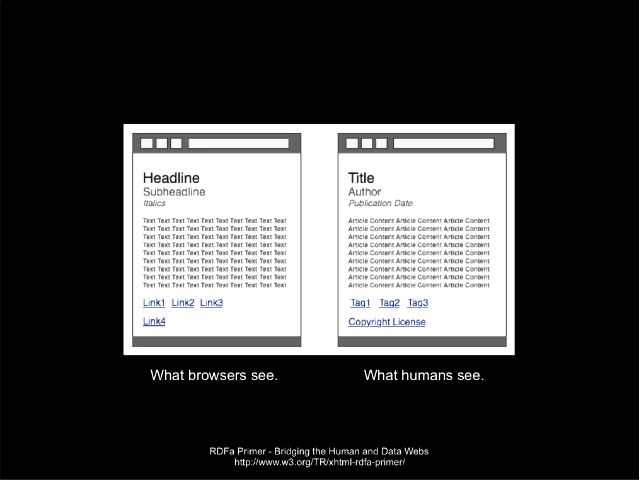 Headline
Subheadline
Italics
Text Text Text Text Text Text Text Text Text Text
Text Text Text Text Text Text Text Text Text Text
Text Text Text Text Text Text Text Text Text Text
Text Text Text Text Text Text Text Text Text Text
Text Text Text Text Text Text Text Text Text Text
Text Text Text Text Text Text Text Text Text Text
Text Text Text Text Text Text Text Text Text Text
Text Text Text Text Text Text Text Text Text Text
Text Text Text Text Text Text Text Text Text Text
Link1 Link2 Link3
Link4
Title
Author
Publication Date
Article Content Article Content Article Content
Article Content Article Content Article Content
Article Content Article Content Article Content
Article Content Article Content Article Content
Article Content Article Content Article Content
Article Content Article Content Article Content
Article Content Article Content Article Content
Article Content Article Content Article Content
Article Content Article Content Article Content
Tag1 Tag2 Tag3
Copyright License
What browsers see.
What humans see.
RDFa Primer - Bridging the Human and Data Webs
http://www.w3.org/TR/xhtml-rdfa-primer/